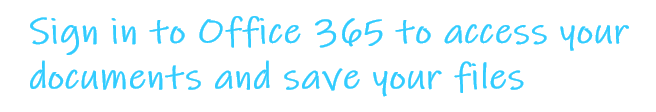 Sign in to Office 365 to access your
documents and save your files